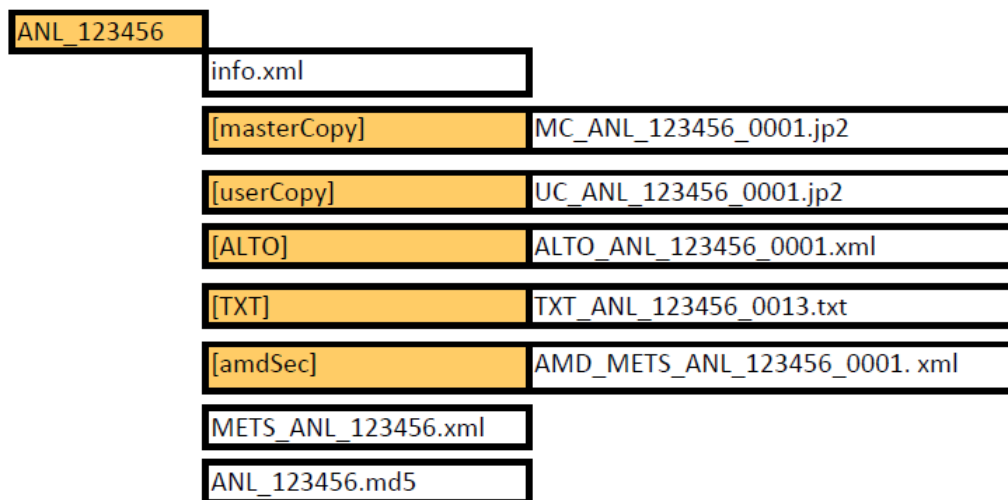 ANL_123456
info.xml
[masterCopy] MC_ANL_123456_0001.jp2
[userCopy] UC_ANL_123456_0001.jp2
[ALTO] ALTO_ANL_123456_0001.xml
[TXT] TXT_ANL_123456_0013.txt
[amdSec] AMD_METS_ANL_123456_0001. xml
METS_ANL_123456.xml
ANL_123456.md5